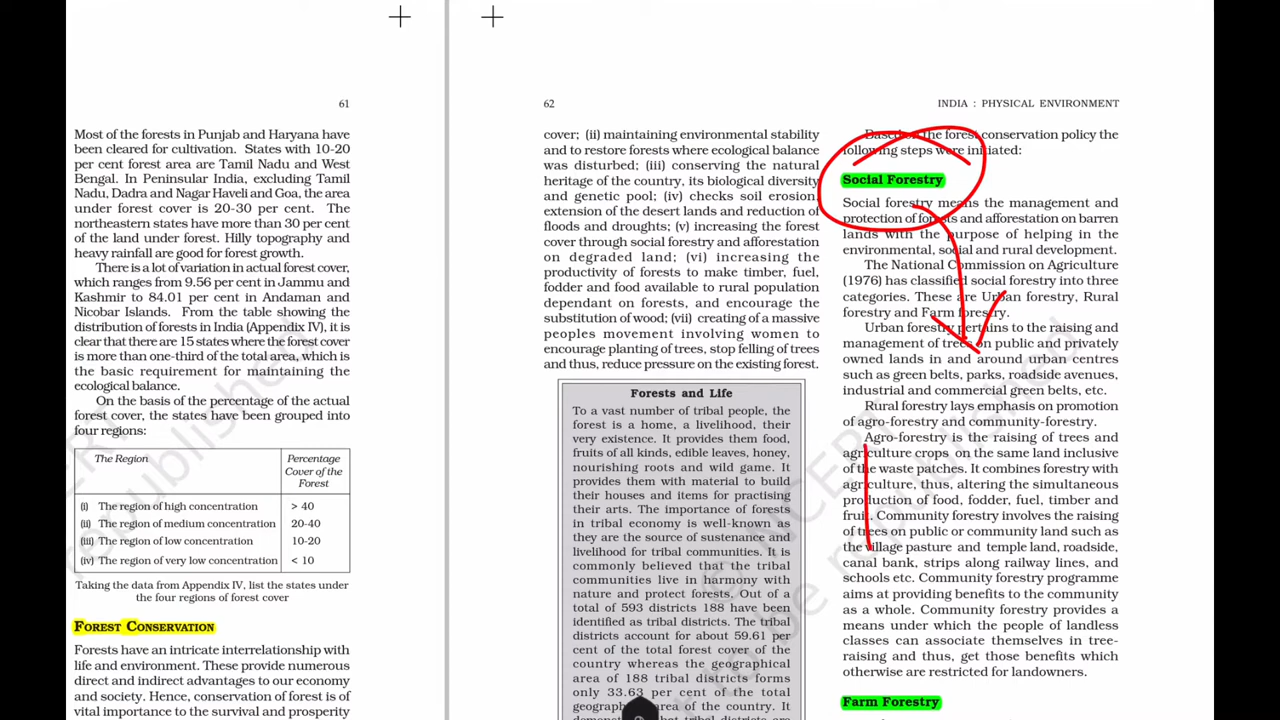 61
Most of the forests in Punjab and Haryana have
been cleared for cultivation. States with 10-20
per cent forest area are Tamil Nadu and West
Bengal. In Peninsular India, excluding Tamil
Nadu, Dadra and Nagar Haveli and Goa, the area
under forest cover is 20-30 per cent. The
northeastern states have more than 30 per cent
of the land under forest. Hilly topography and
heavy rainfall are good for forest growth.
There is a lot of variation in actual forest cover,
which ranges from 9.56 per cent in Jammu and
Kashmir to 84.01 per cent in Andaman and
Nicobar Islands. From the table showing the
distribution of forests in India (Appendix IV), it is
clear that there are 15 states where the forest cover
is more than one-third of the total area, which is
the basic requirement for maintaining the
ecological balance.
On the basis of the percentage of the actual
forest cover, the states have been grouped into
four regions:
The Region Percentage
Cover of the
Forest
(i) The region of high concentration > 40
(ii) The region of medium concentration 20-40
(iii) The region of low concentration 10-20
(iv) The region of very low concentration < 10
Taking the data from Appendix IV, list the states under
the four regions of forest cover
FOREST CONSERVATION
Forests have an intricate interrelationship with
life and environment. These provide numerous
direct and indirect advantages to our economy
and society. Hence, conservation of forest is of
vital importance to the survival and prosperity
62
INDIA : PHYSICAL ENVIRONMENT
cover; (ii) maintaining environmental stability
and to restore forests where ecological balance
was disturbed; (iii) conserving the natural
heritage of the country, its biological diversity
and genetic pool; (iv) checks soil erosion,
extension of the desert lands and reduction of
floods and droughts; (v) increasing the forest
cover through social forestry and afforestation
on degraded land; (vi) increasing the
productivity of forests to make timber, fuel,
fodder and food available to rural population
dependant on forests, and encourage the
substitution of wood; (vii) creating of a massive
peoples movement involving women to
encourage planting of trees, stop felling of trees
and thus, reduce pressure on the existing forest.
Forests and Life
To a vast number of tribal people, the
forest is a home, a livelihood, their
very existence. It provides them food,
fruits of all kinds, edible leaves, honey,
nourishing roots and wild game. It
provides them with material to build
their houses and items for practising
their arts. The importance of forests
in tribal economy is well-known as
they are the source of sustenance and
livelihood for tribal communities. It is
commonly believed that the tribal
communities live in harmony with
nature and protect forests. Out of a
total of 593 districts 188 have been
identified as tribal districts. The tribal
districts account for about 59.61 per
cent of the total forest cover of the
country whereas the geographical
area of 188 tribal districts forms
only 33.63 per cent of the total
area of the country. It
that tribal districts are
Based on the forest conservation policy the
following steps were initiated:
Social Forestry
Social forestry means the management and
protection of forests and afforestation on barren
lands with the purpose of helping in the
environmental, social and rural development.
The National Commission on Agriculture
(1976) has classified social forestry into three
categories. These are Urban forestry, Rural
forestry and Farm forestry.
Urban forestry pertains to the raising and
management of trees on public and privately
owned lands in and around urban centres
such as green belts, parks, roadside avenues,
industrial and commercial green belts, etc.
Rural forestry lays emphasis on promotion
of agro-forestry and community-forestry.
Agro-forestry is the raising of trees and
agriculture crops on the same land inclusive
of the waste patches. It combines forestry with
agriculture, thus, altering the simultaneous
production of food, fodder, fuel, timber and
fruit. Community forestry involves the raising
of trees on public or community land such as
the village pasture and temple land, roadside,
canal bank, strips along railway lines, and
schools etc. Community forestry programme
aims at providing benefits to the community
as a whole. Community forestry provides a
means under which the people of landless
classes can associate themselves in tree-
raising and thus, get those benefits which
otherwise are restricted for landowners.
Farm Forestry